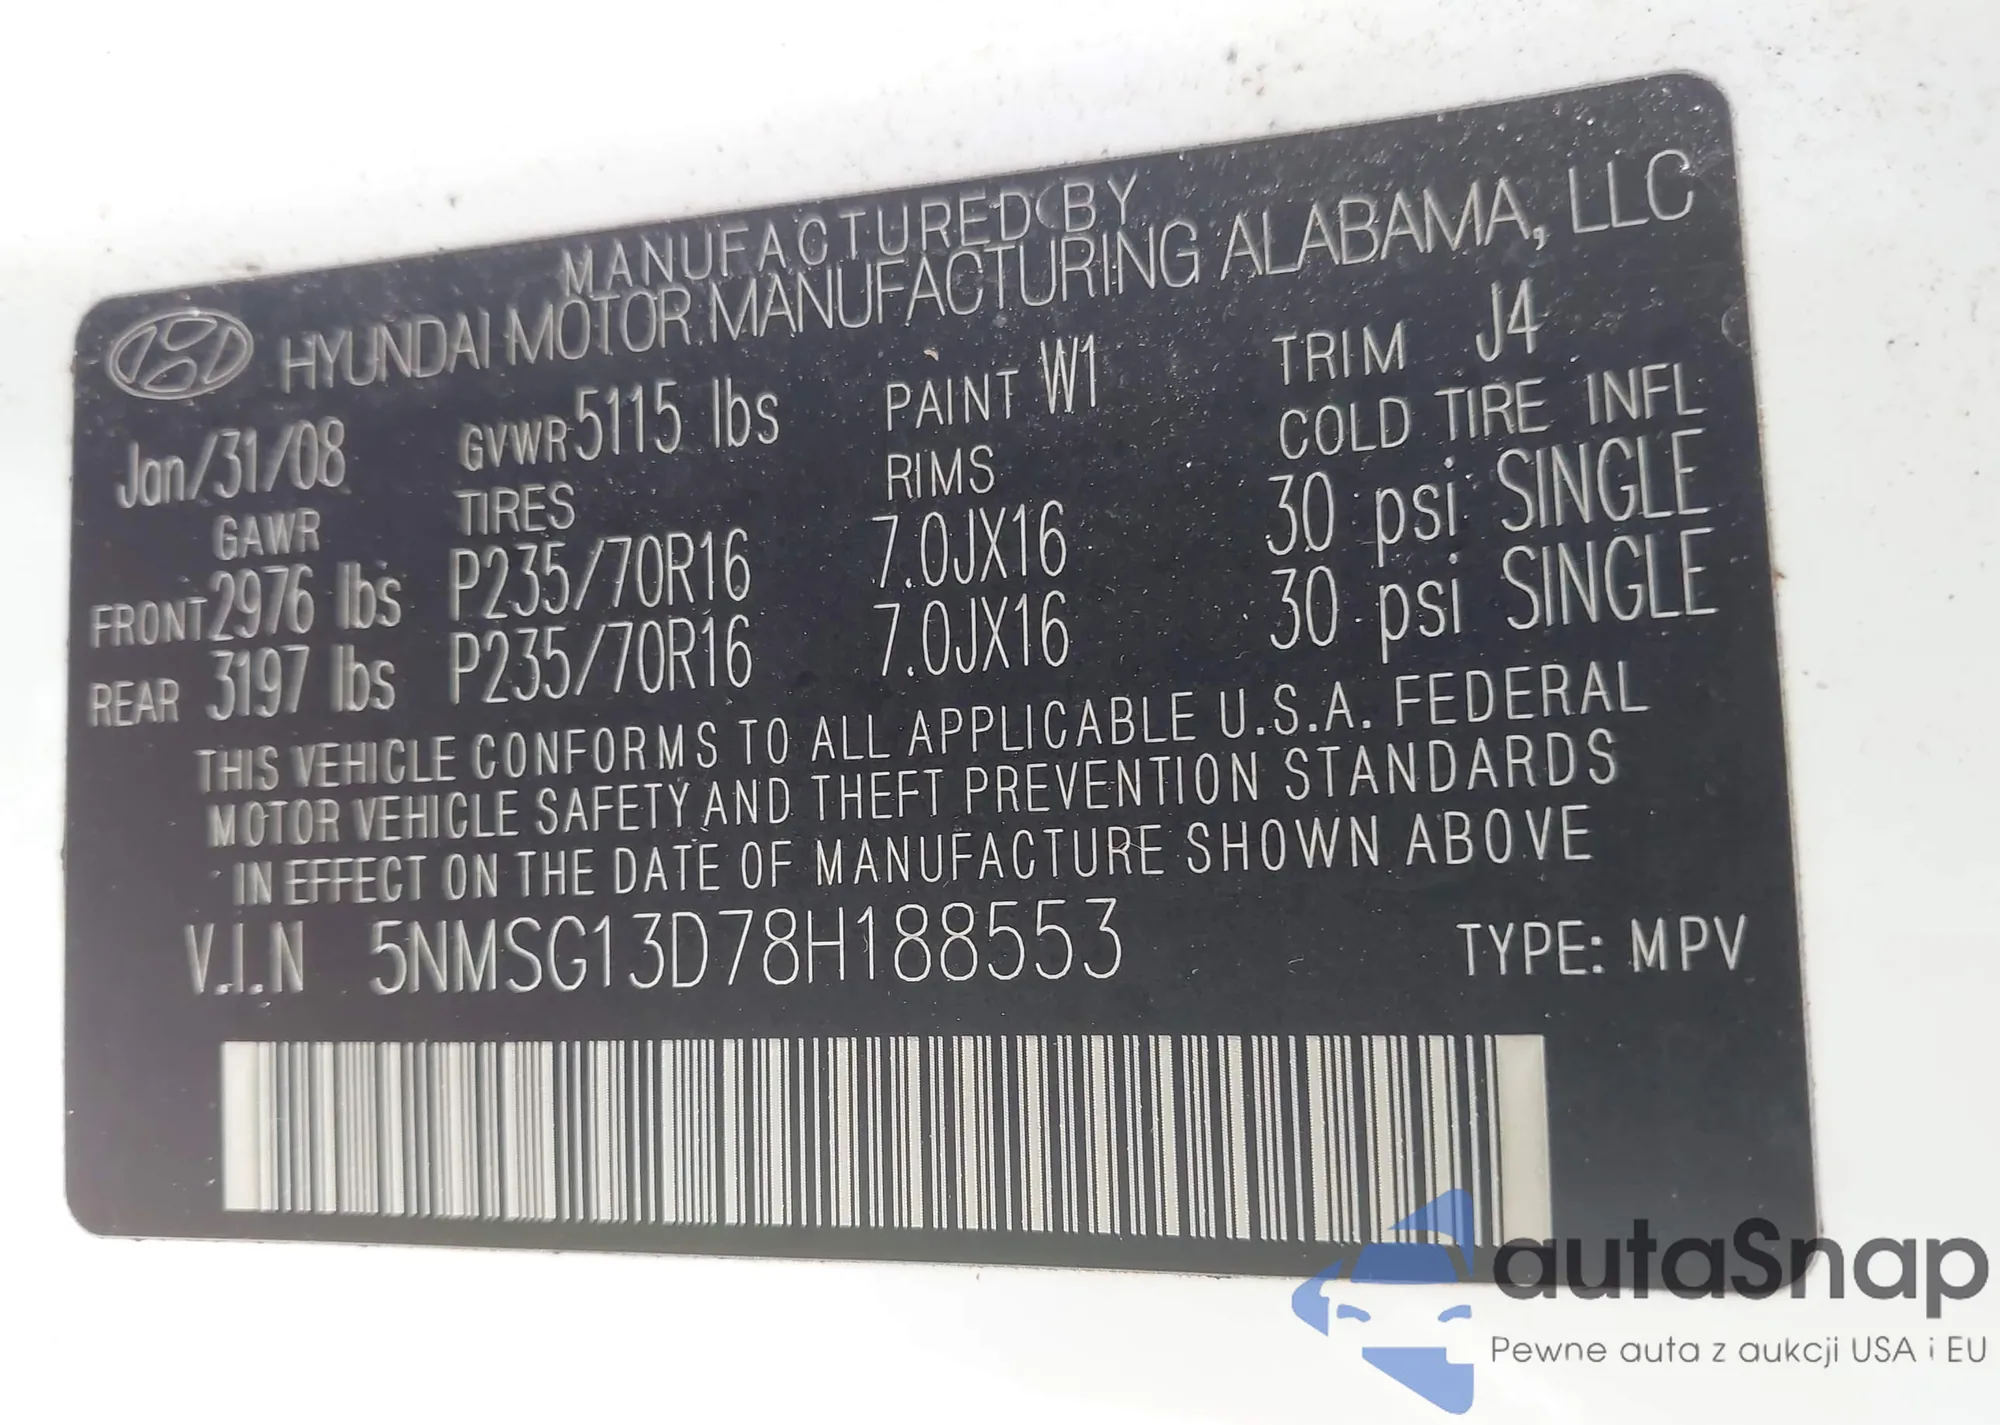 MANUFACTURED BY
HYUNDAI MOTOR MANUFACTURING ALABAMA, LLC
Jan/31/08 GVWR 5115 lbs PAINT W1 TRIM J4
GAWR TIRES RIMS COLD TIRE INFL
FRONT 2976 lbs P235/70R16 7.0JX16 30 psi SINGLE
REAR 3197 lbs P235/70R16 7.0JX16 30 psi SINGLE
THIS VEHICLE CONFORMS TO ALL APPLICABLE U.S.A. FEDERAL
MOTOR VEHICLE SAFETY AND THEFT PREVENTION STANDARDS
IN EFFECT ON THE DATE OF MANUFACTURE SHOWN ABOVE
V.I.N 5NMSG13D78H188553 TYPE: MPV
autaSnap
Pewne auta z aukcji USA i EU